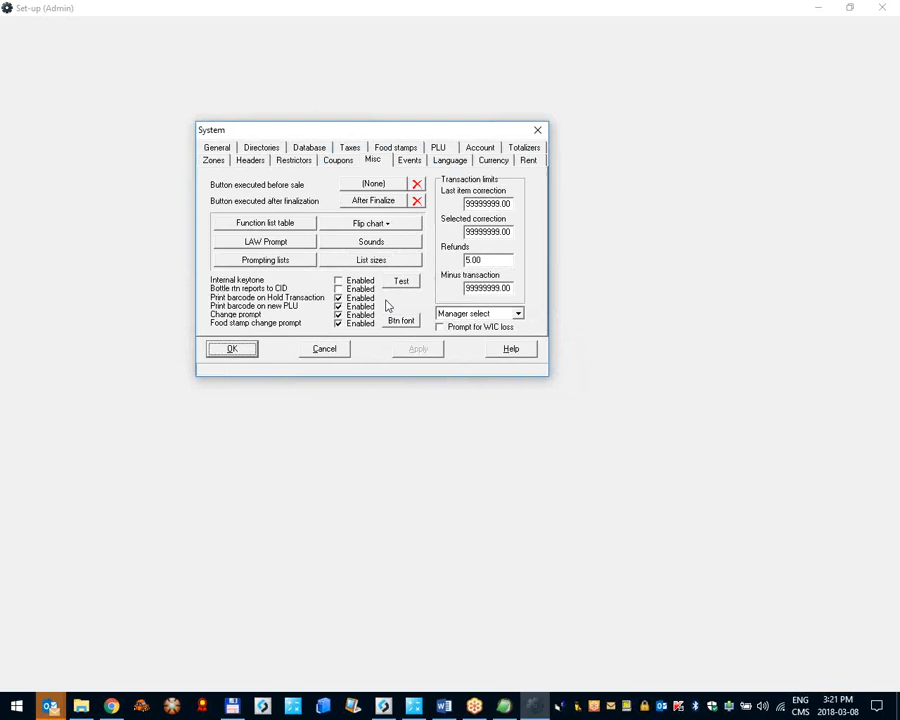 Set-up (Admin)
System
General Directories Database Taxes Food stamps PLU Account Totalizers
Zones Headers Restrictors Coupons Misc Events Language Currency Rent
Button executed before sale (None)
Button executed after finalization After Finalize
Function list table Flip chart
LAW Prompt Sounds
Prompting lists List sizes
Internal keytone Enabled Test
Bottle rtn reports to CID Enabled
Print barcode on Hold Transaction Enabled
Print barcode on new PLU Enabled
Change prompt Enabled
Food stamp change prompt Enabled
Btn font
Transaction limits
Last item correction
99999999.00
Selected correction
99999999.00
Refunds
5.00
Minus transaction
99999999.00
Manager select
Prompt for WIC loss
OK Cancel Apply Help
ENG 3:21 PM
CMS 2018-03-08